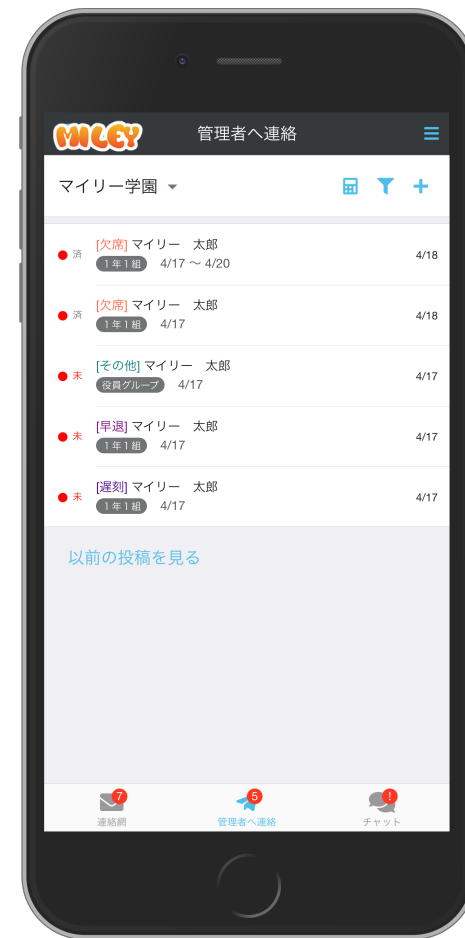 MILEY 管理者へ連絡
マイリー学園
済 [欠席] マイリー　太郎 4/18
1年1組 4/17 ～ 4/20
済 [欠席] マイリー　太郎 4/18
1年1組 4/17
未 [その他] マイリー　太郎 4/17
役員グループ 4/17
未 [早退] マイリー　太郎 4/17
1年1組 4/17
未 [遅刻] マイリー　太郎 4/17
1年1組 4/17
以前の投稿を見る
7 5 !
連絡網 管理者へ連絡 チャット